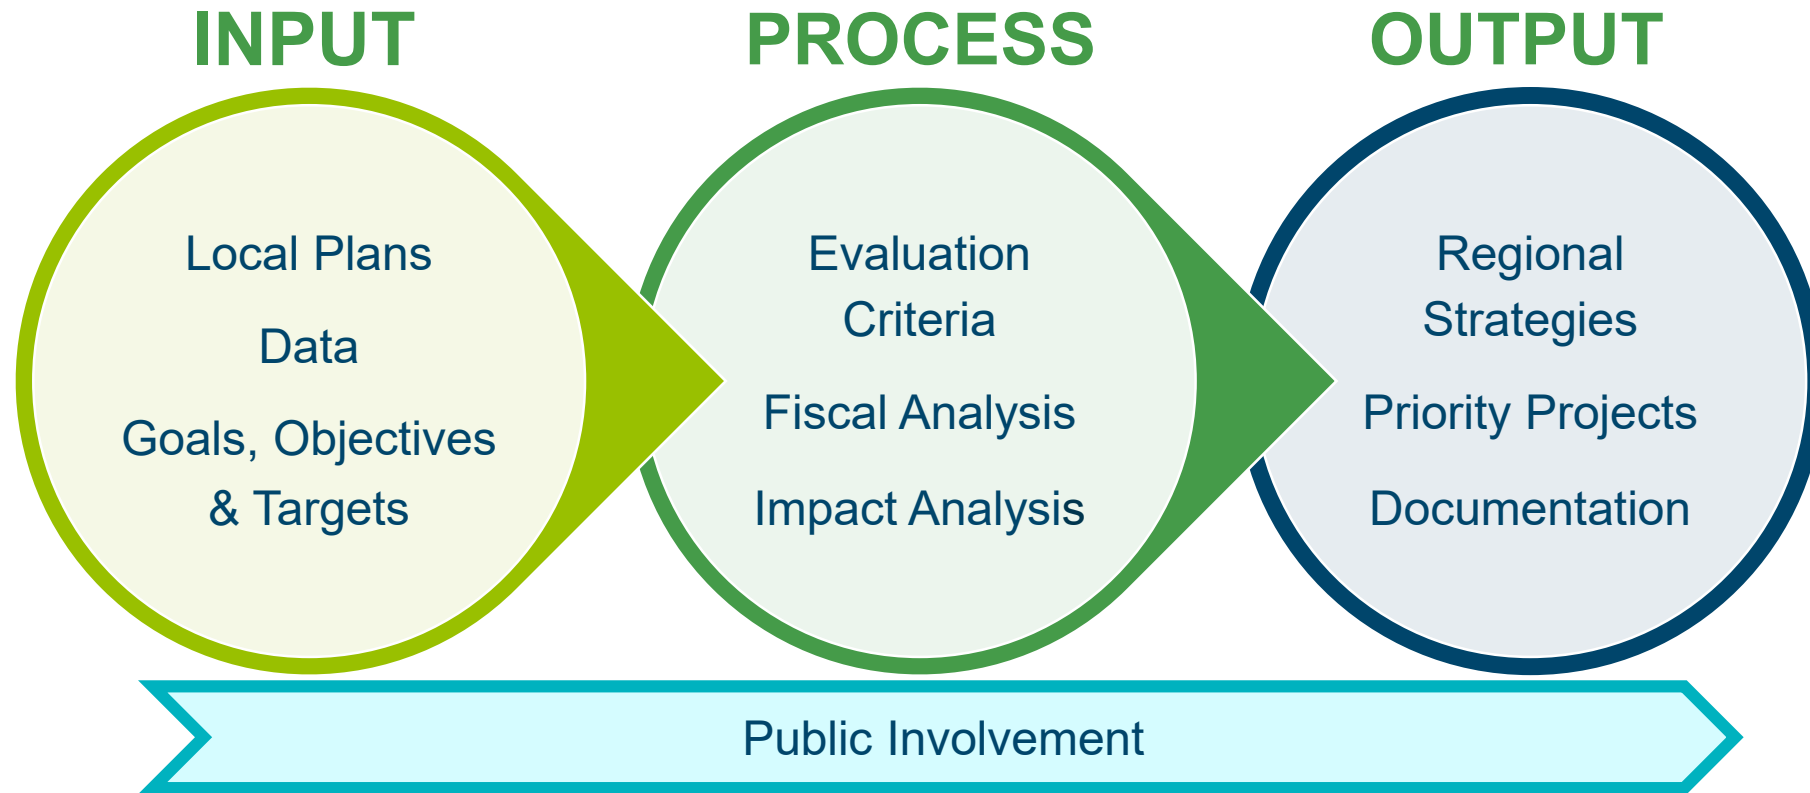 INPUT
PROCESS
OUTPUT
Local Plans
Data
Goals, Objectives
& Targets
Evaluation
Criteria
Fiscal Analysis
Impact Analysis
Regional
Strategies
Priority Projects
Documentation
Public Involvement